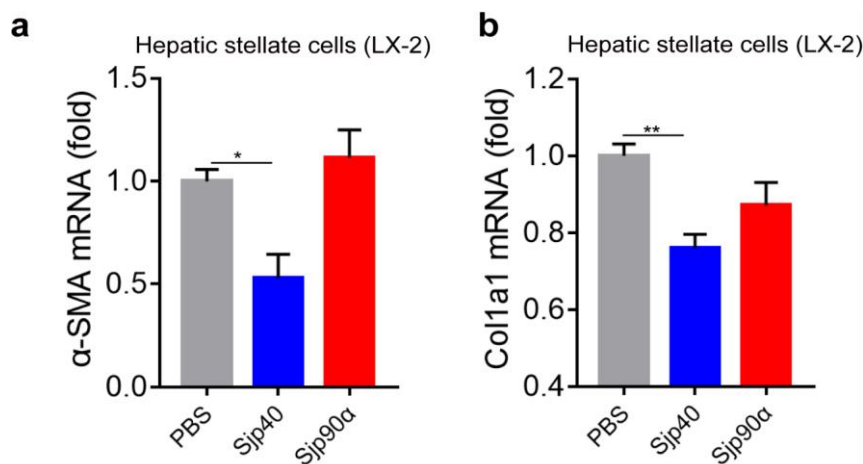 a
Hepatic stellate cells (LX-2)
α-SMA mRNA (fold)
1.5
1.0
0.5
0.0
*
PBS
Sjp40
Sjp90α
b
Hepatic stellate cells (LX-2)
Col1a1 mRNA (fold)
1.2
1.0
0.8
0.6
0.4
**
PBS
Sjp40
Sjp90α